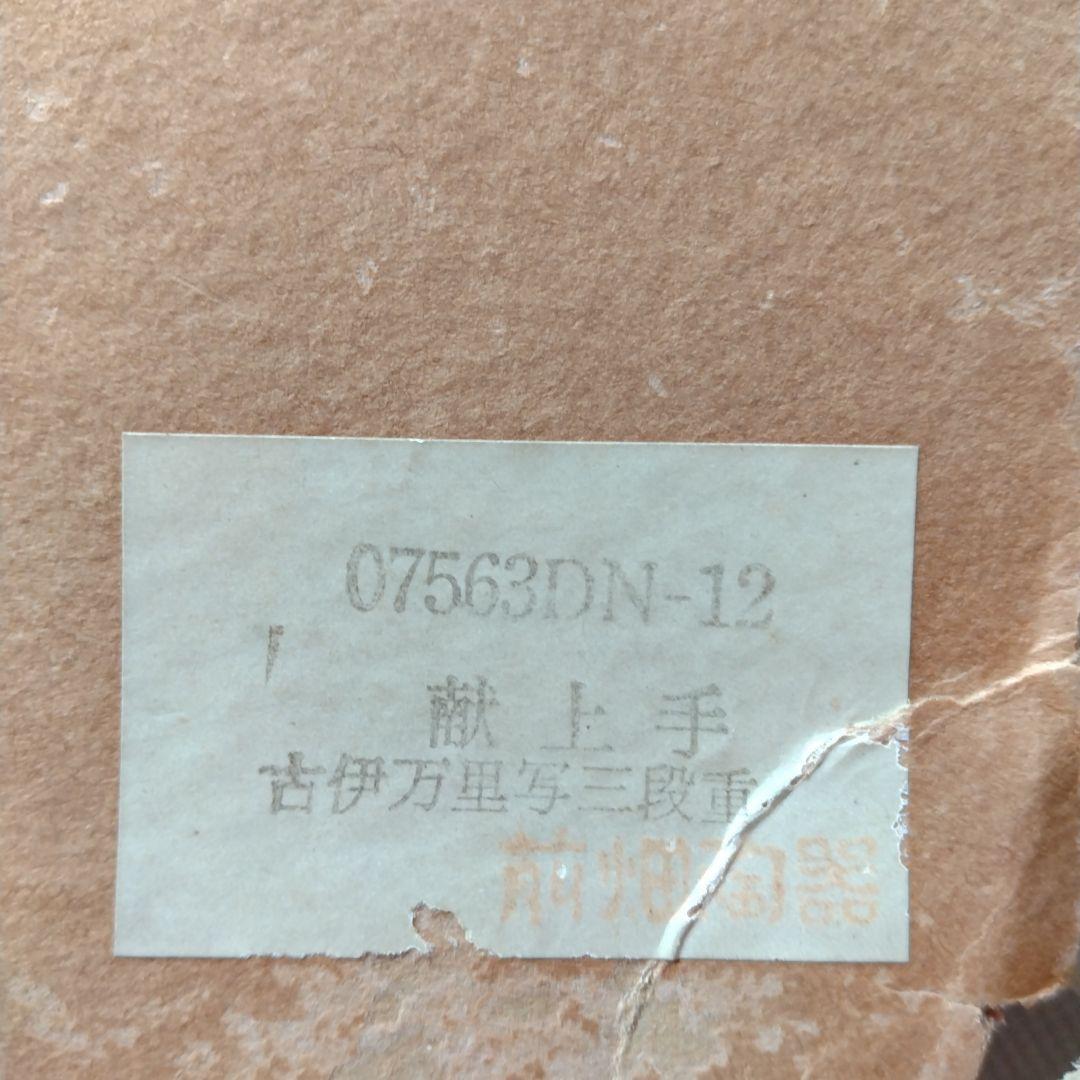 07563DN-12
献上手
古伊万里写三段重
前畑陶器